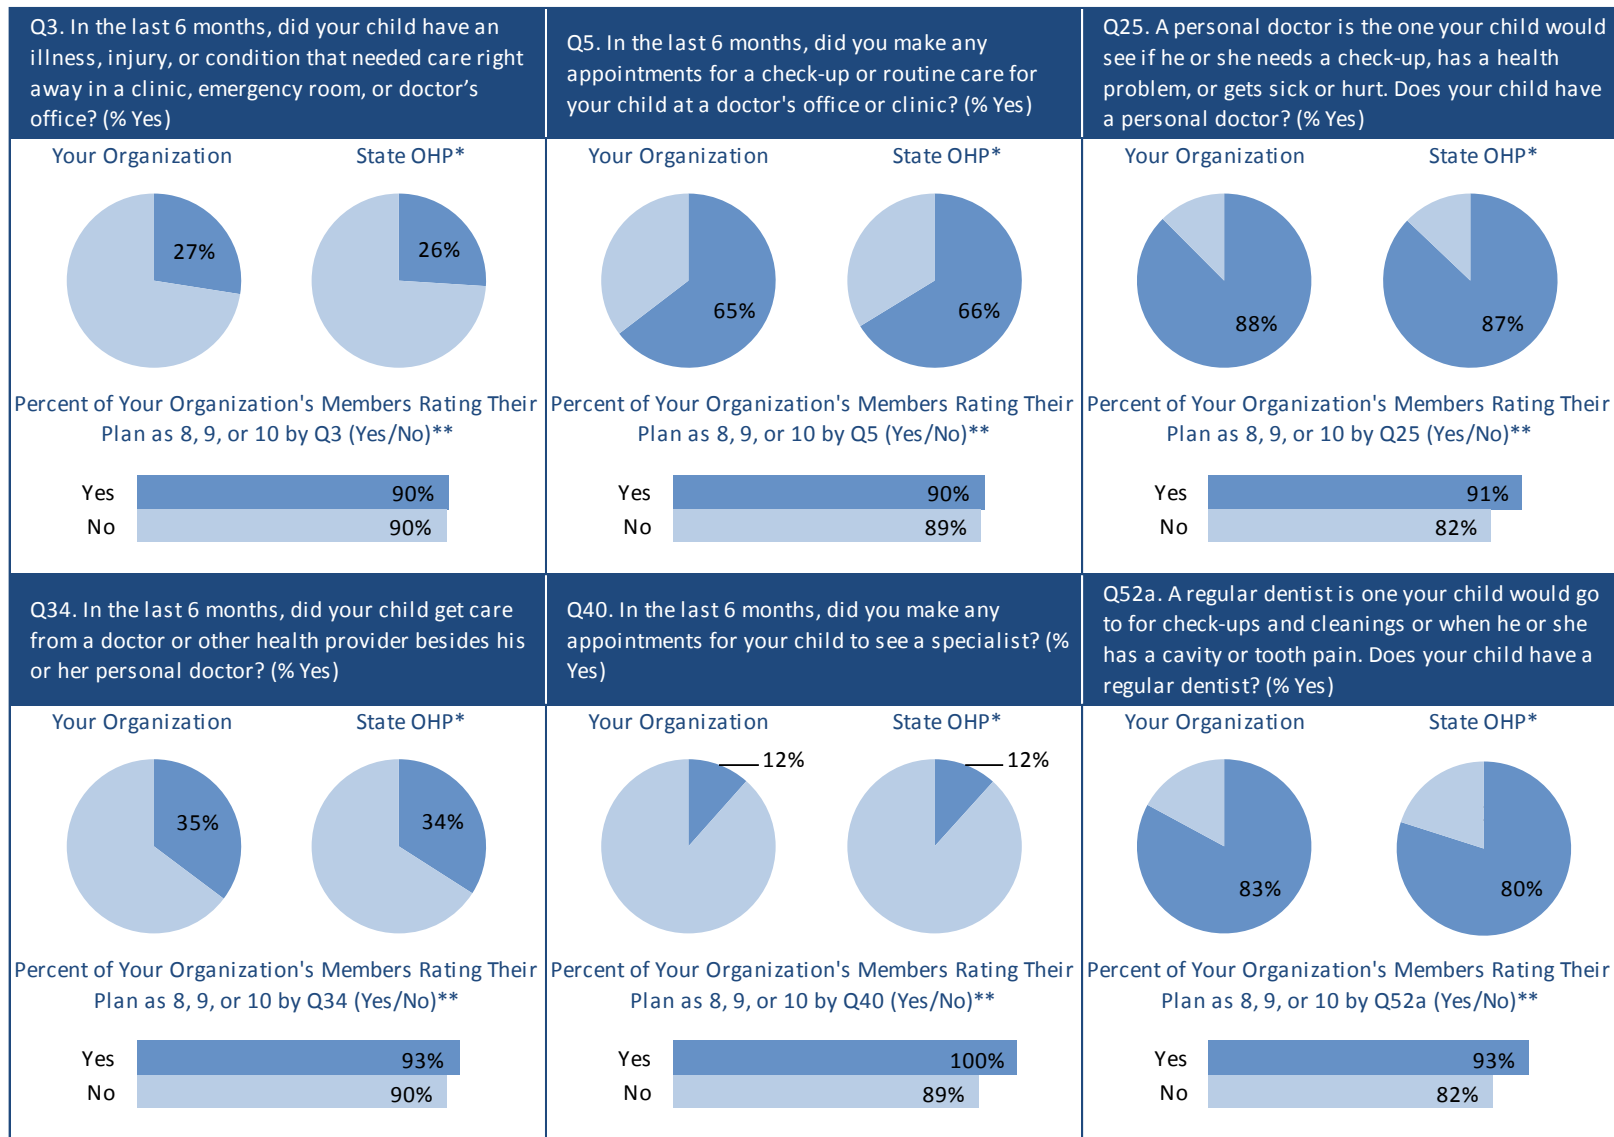 Q3. In the last 6 months, did your child have an
illness, injury, or condition that needed care right
away in a clinic, emergency room, or doctor's
office? (% Yes)
Q5. In the last 6 months, did you make any
appointments for a check-up or routine care for
your child at a doctor's office or clinic? (% Yes)
Q25. A personal doctor is the one your child would
see if he or she needs a check-up, has a health
problem, or gets sick or hurt. Does your child have
a personal doctor? (% Yes)
Your Organization
State OHP*
27%
26%
Percent of Your Organization's Members Rating Their
Plan as 8, 9, or 10 by Q3 (Yes/No)**
Yes
90%
No
90%
Your Organization
State OHP*
65%
66%
Percent of Your Organization's Members Rating Their
Plan as 8, 9, or 10 by Q5 (Yes/No)**
Yes
90%
No
89%
Your Organization
State OHP*
88%
87%
Percent of Your Organization's Members Rating Their
Plan as 8, 9, or 10 by Q25 (Yes/No)**
Yes
91%
No
82%
Q34. In the last 6 months, did your child get care
from a doctor or other health provider besides his
or her personal doctor? (% Yes)
Q40. In the last 6 months, did you make any
appointments for your child to see a specialist? (%
Yes)
Q52a. A regular dentist is one your child would go
to for check-ups and cleanings or when he or she
has a cavity or tooth pain. Does your child have a
regular dentist? (% Yes)
Your Organization
State OHP*
35%
34%
Percent of Your Organization's Members Rating Their
Plan as 8, 9, or 10 by Q34 (Yes/No)**
Yes
93%
No
90%
Your Organization
State OHP*
12%
12%
Percent of Your Organization's Members Rating Their
Plan as 8, 9, or 10 by Q40 (Yes/No)**
Yes
100%
No
89%
Your Organization
State OHP*
83%
80%
Percent of Your Organization's Members Rating Their
Plan as 8, 9, or 10 by Q52a (Yes/No)**
Yes
93%
No
82%